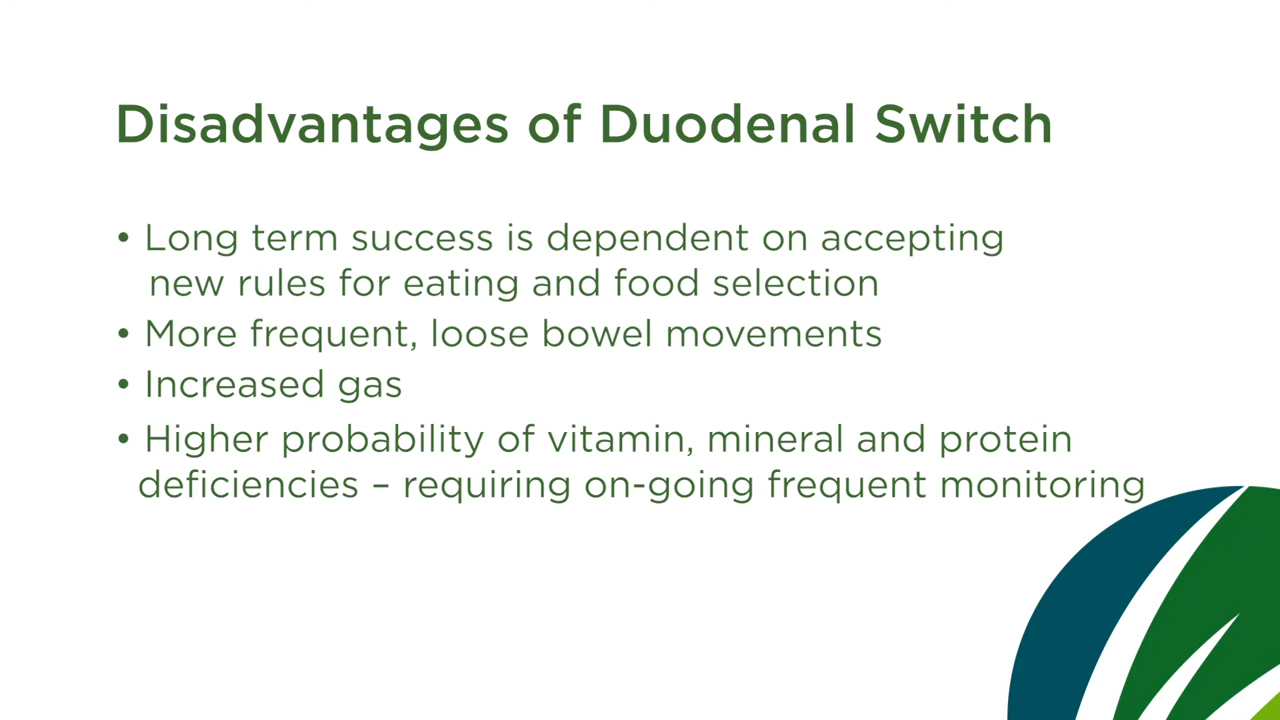 Disadvantages of Duodenal Switch
• Long term success is dependent on accepting
new rules for eating and food selection
• More frequent, loose bowel movements
• Increased gas
• Higher probability of vitamin, mineral and protein
deficiencies – requiring on-going frequent monitoring